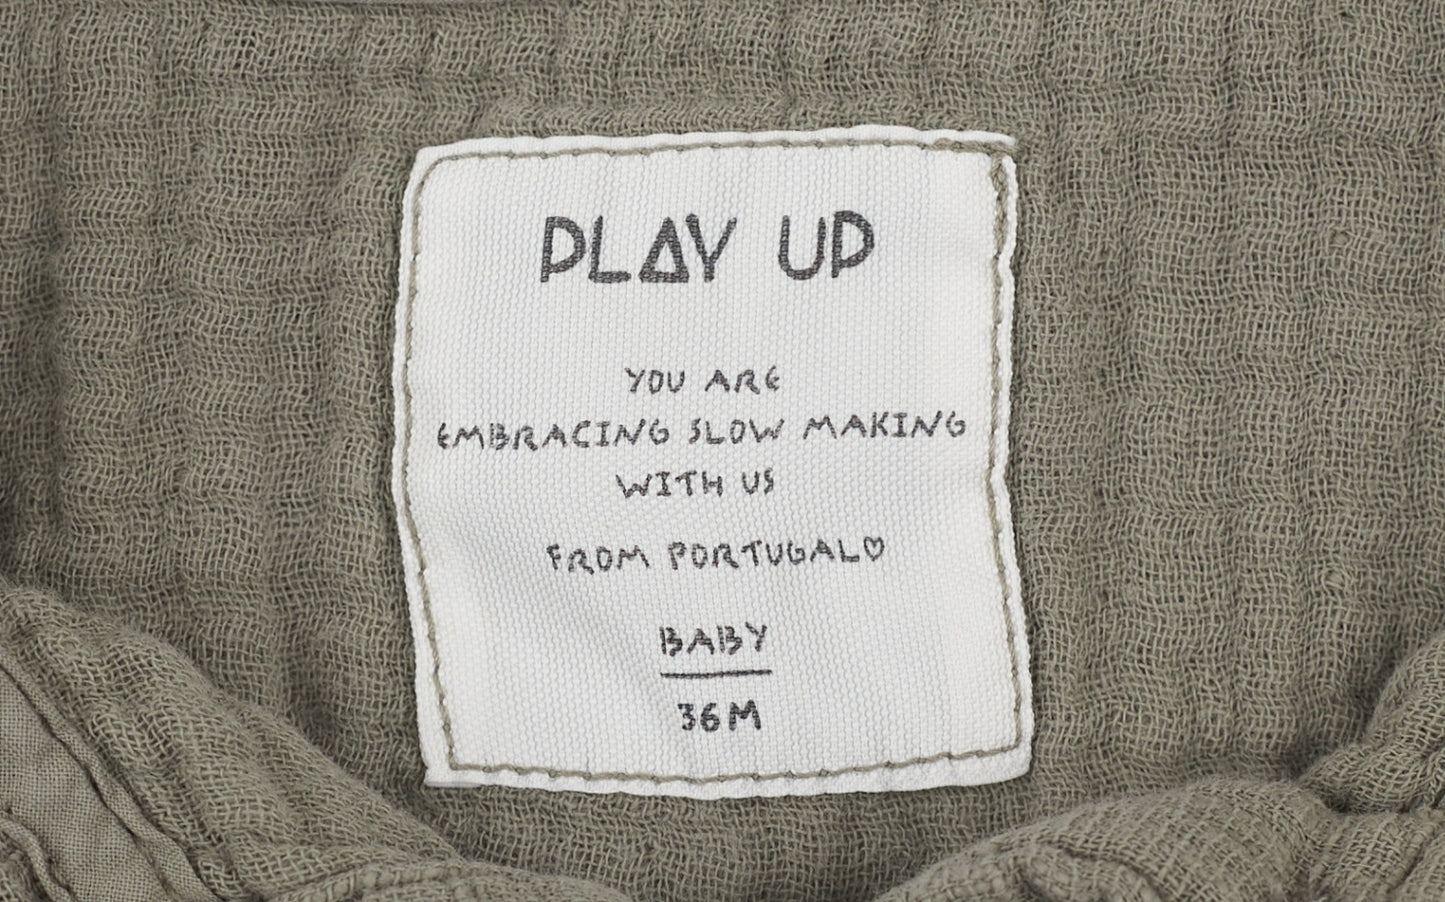 PLAY UP
YOU ARE
EMBRACING SLOW MAKING
WITH US
FROM PORTUGAL♡
BABY
36M